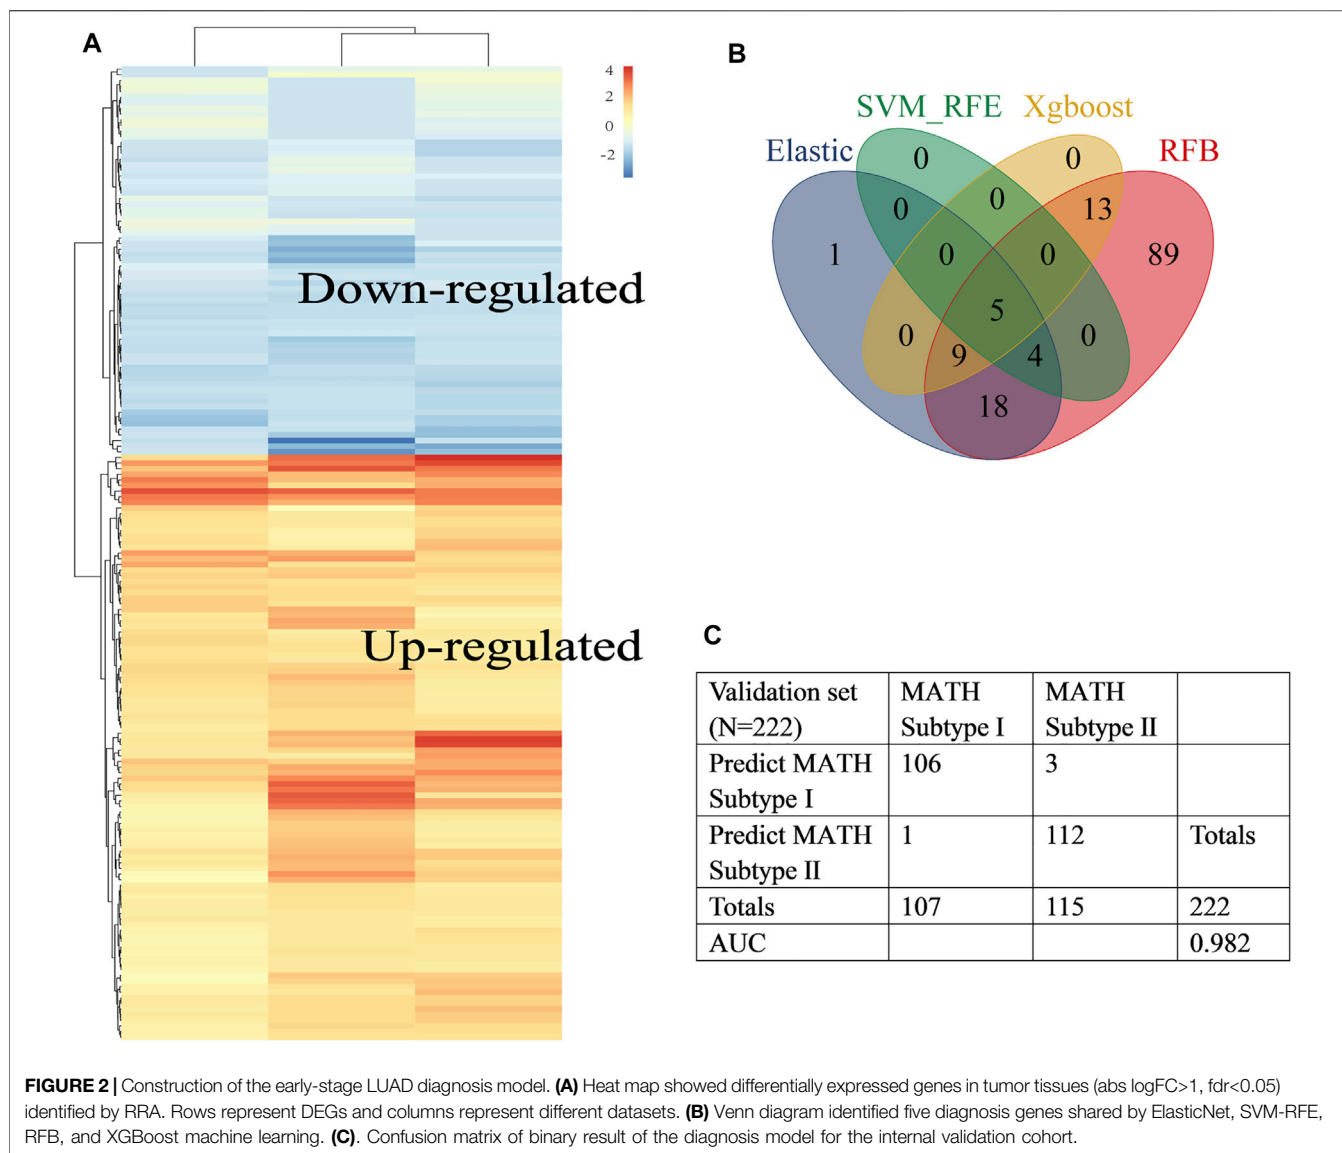 A
4
2
0
-2
Down-regulated
Up-regulated
B
SVM_RFE
Xgboost
Elastic
RFB
0
0
0
0
13
1
0
0
89
5
0
9
4
0
18
C
Validation set (N=222)
MATH Subtype I
MATH Subtype II
Predict MATH Subtype I
106
3
Predict MATH Subtype II
1
112
Totals
Totals
107
115
222
AUC
0.982
FIGURE 2 | Construction of the early-stage LUAD diagnosis model. (A) Heat map showed differentially expressed genes in tumor tissues (abs logFC>1, fdr<0.05)
identified by RRA. Rows represent DEGs and columns represent different datasets. (B) Venn diagram identified five diagnosis genes shared by ElasticNet, SVM-RFE,
RFB, and XGBoost machine learning. (C). Confusion matrix of binary result of the diagnosis model for the internal validation cohort.